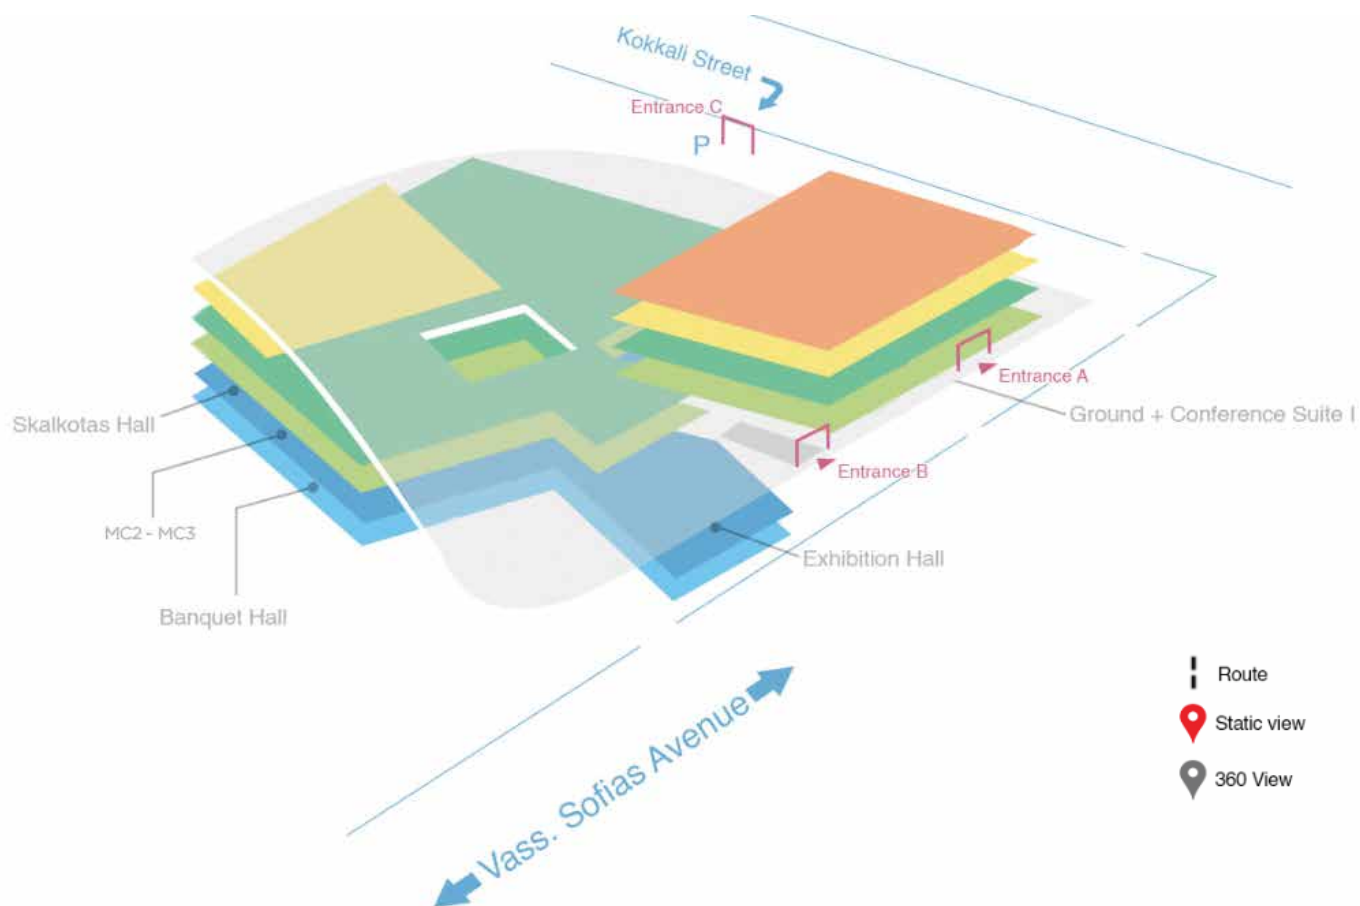 Kokkali Street
Entrance C
P
Entrance A
Ground + Conference Suite I
Skalkotas Hall
Entrance B
MC2 - MC3
Exhibition Hall
Banquet Hall
Route
Static view
360 View
Vass. Sofias Avenue